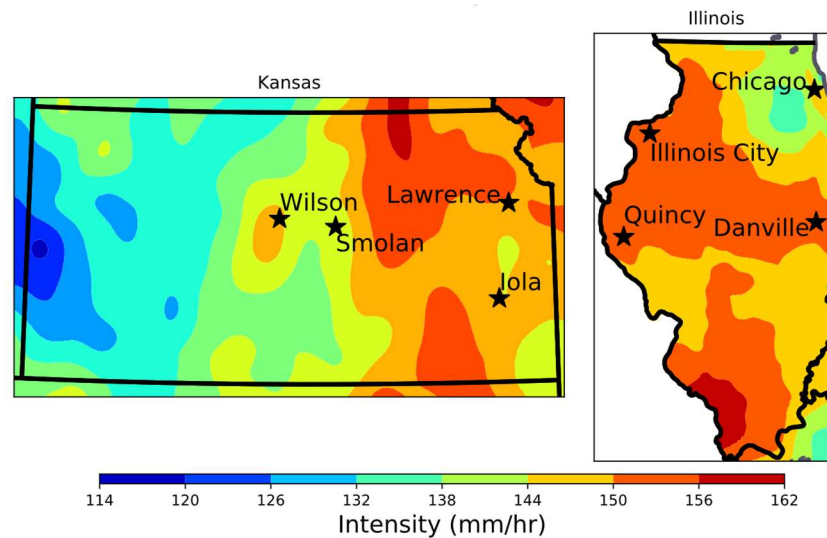 Kansas
Wilson
Smolan
Lawrence
Iola
Illinois
Chicago
Illinois City
Quincy
Danville
114 120 126 132 138 144 150 156 162
Intensity (mm/hr)